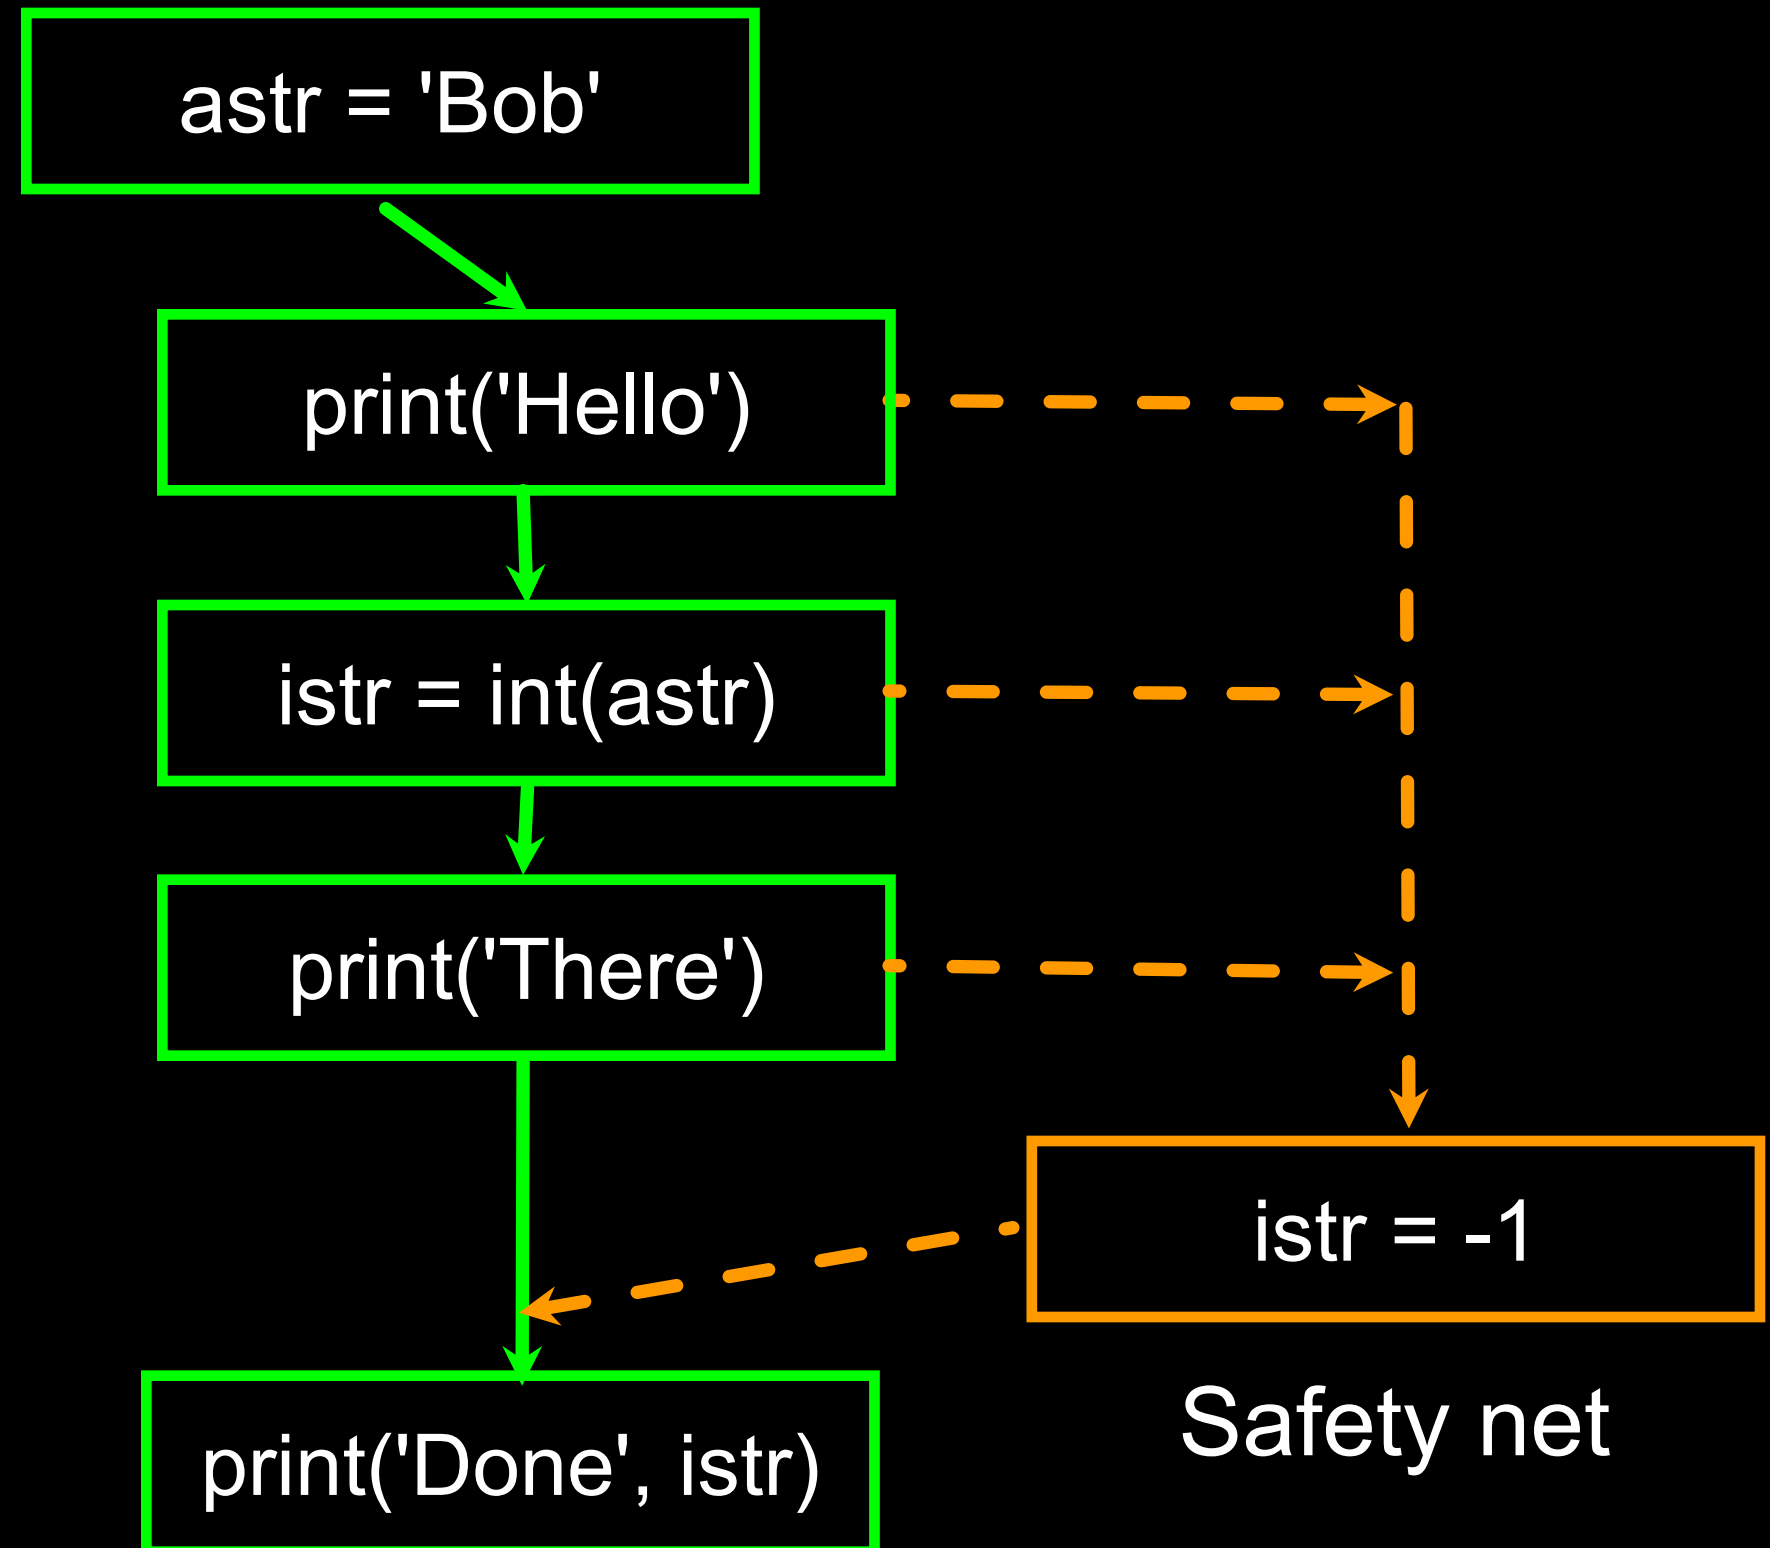 astr = 'Bob'
print('Hello')
istr = int(astr)
print('There')
istr = -1
Safety net
print('Done', istr)